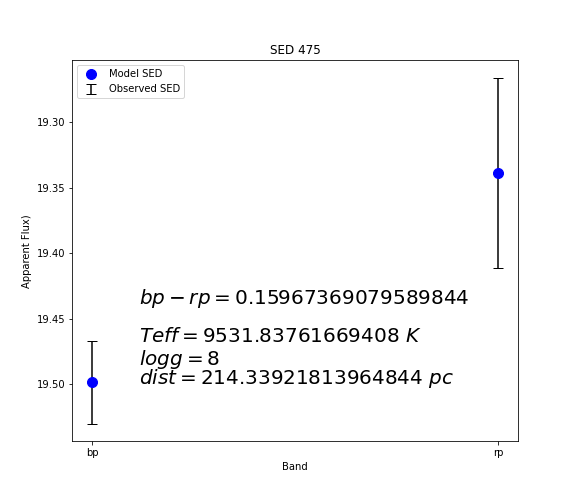 SED 475
Model SED
Observed SED
19.30
19.35
19.40
19.45
19.50
Apparent Flux)
bp − rp = 0.15967369079589844
Teff = 9531.83761669408 K
logg = 8
dist = 214.33921813964844 pc
bp
rp
Band